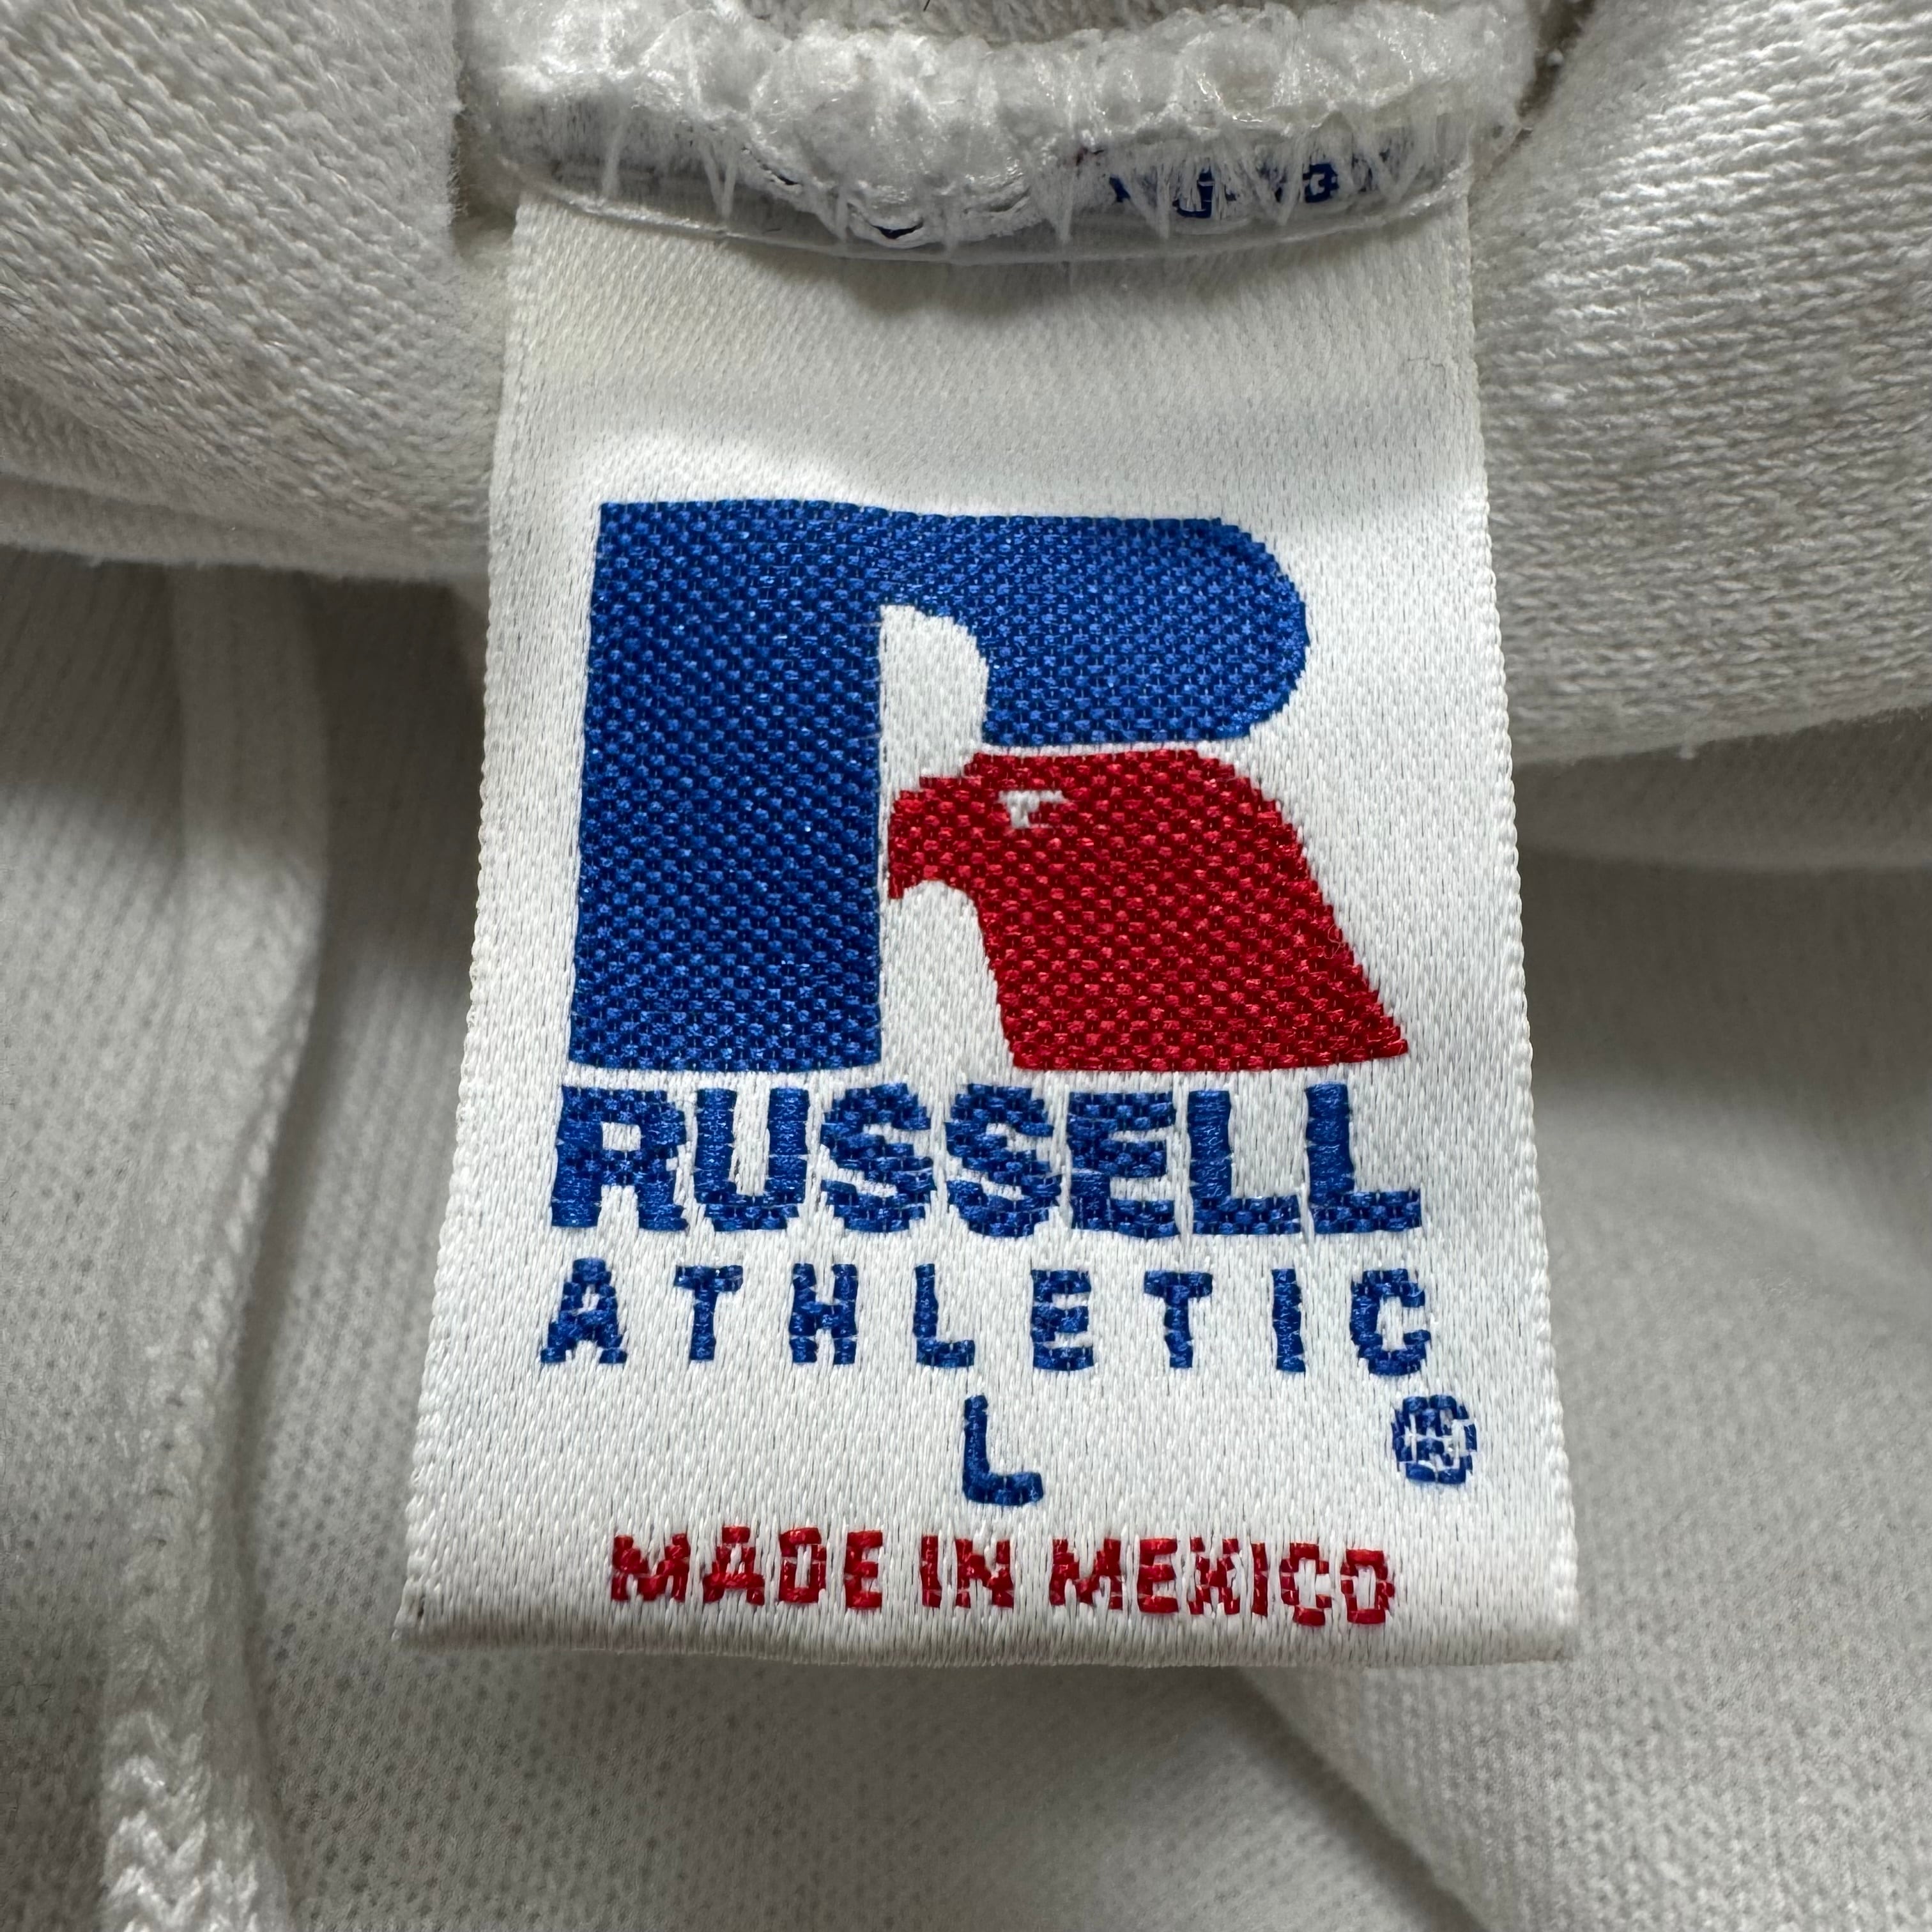 RUSSELL
ATHLETIC
L ®
MADE IN MEXICO